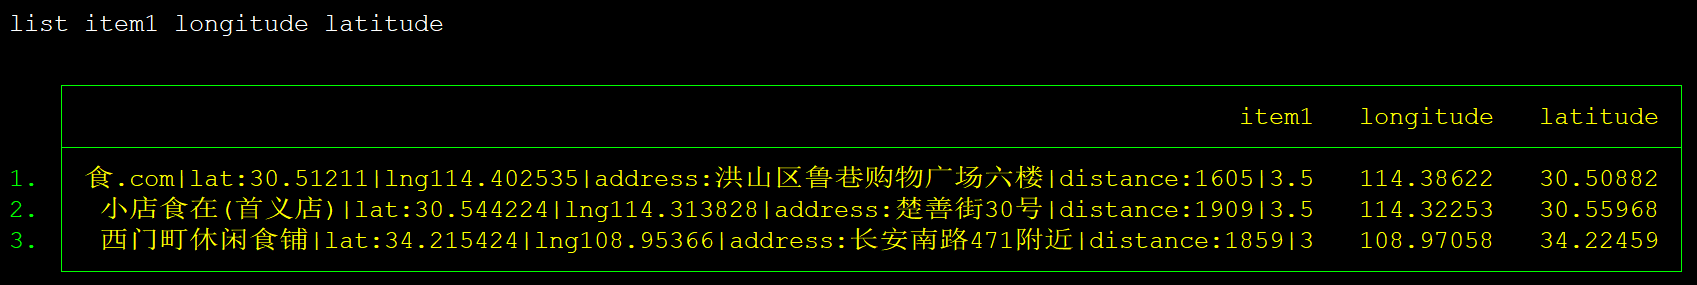 list item1 longitude latitude
item1 longitude latitude
1. 食.com|lat:30.51211|lng114.402535|address:洪山区鲁巷购物广场六楼|distance:1605|3.5 114.38622 30.50882
2. 小店食在(首义店)|lat:30.544224|lng114.313828|address:楚善街30号|distance:1909|3.5 114.32253 30.55968
3. 西门町休闲食铺|lat:34.215424|lng108.95366|address:长安南路471附近|distance:1859|3 108.97058 34.22459